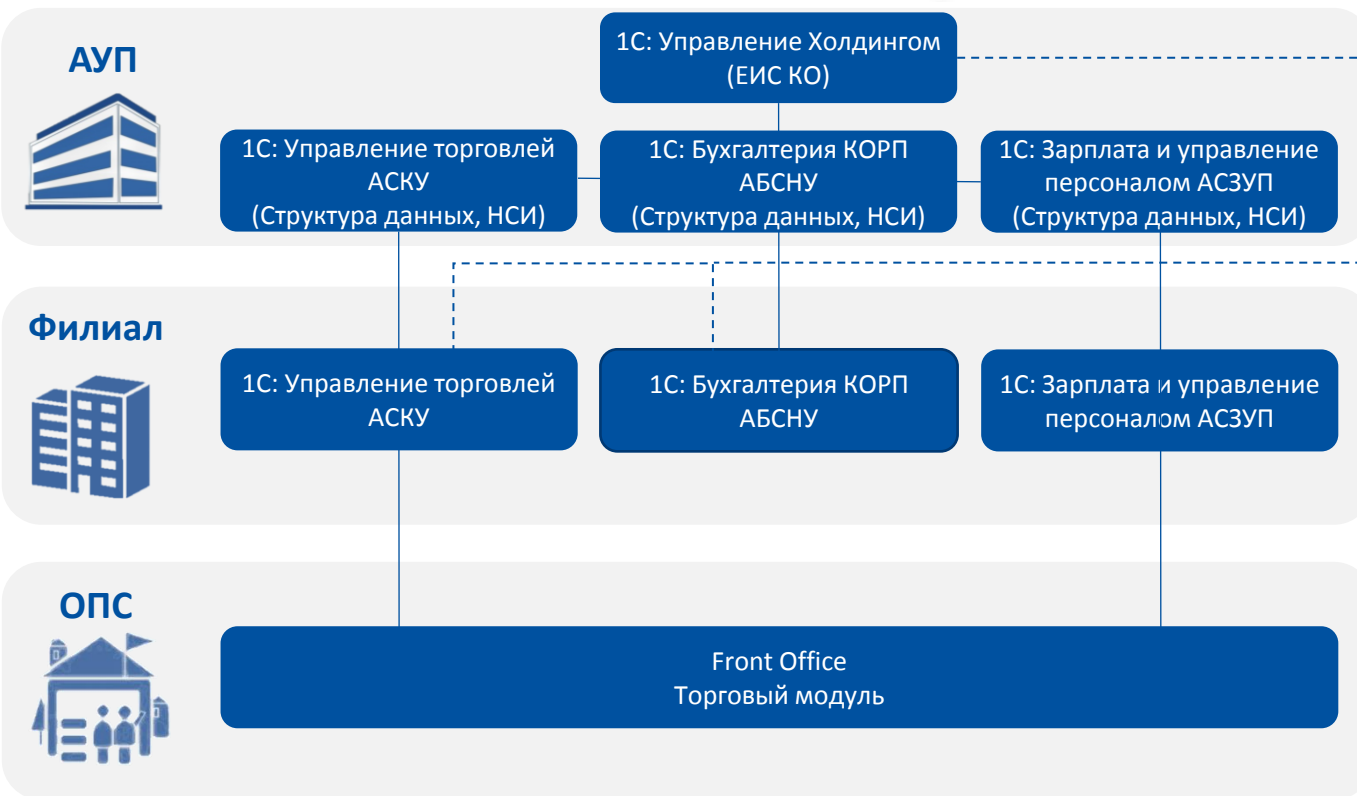 АУП
1С: Управление Холдингом
(ЕИС КО)
1С: Управление торговлей
АСКУ
(Структура данных, НСИ)
1С: Бухгалтерия КОРП
АБСНУ
(Структура данных, НСИ)
1С: Зарплата и управление
персоналом АСЗУП
(Структура данных, НСИ)
Филиал
1С: Управление торговлей
АСКУ
1С: Бухгалтерия КОРП
АБСНУ
1С: Зарплата и управление
персоналом АСЗУП
ОПС
Front Office
Торговый модуль